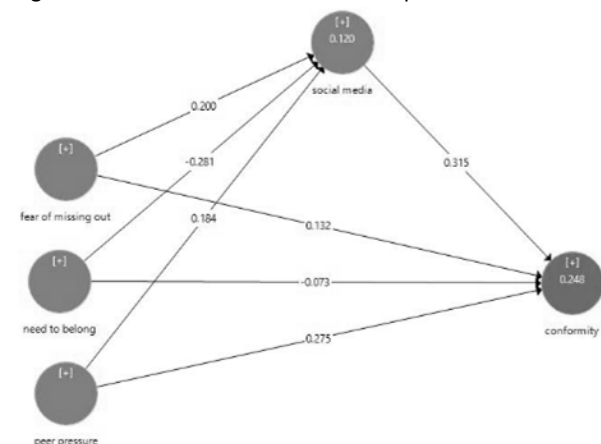 [+]
0.120
social media
0.200
-0.281
0.315
[+]
fear of missing out
0.184
0.132
[+]
[+]
0.248
-0.073
need to belong
conformity
0.275
[+]
peer pressure